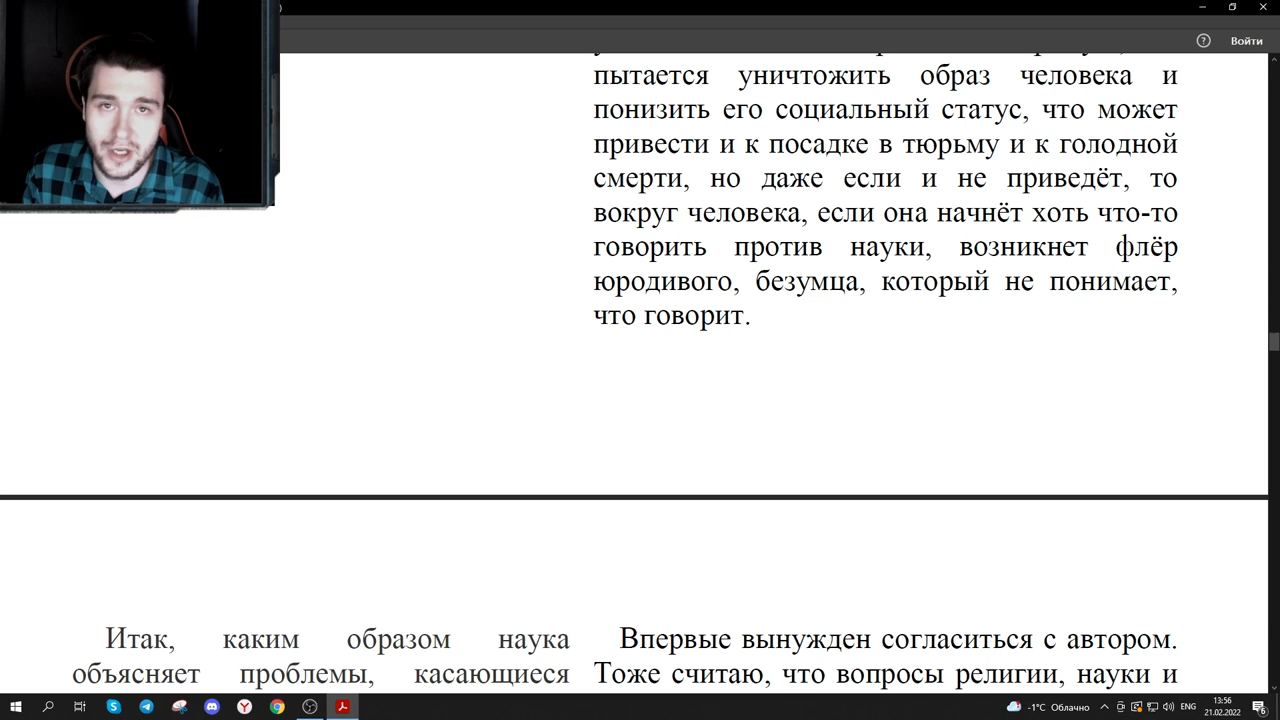 Войти
пытается уничтожить образ человека и
понизить его социальный статус, что может
привести и к посадке в тюрьму и к голодной
смерти, но даже если и не приведёт, то
вокруг человека, если она начнёт хоть что-то
говорить против науки, возникнет флёр
юродивого, безумца, который не понимает,
что говорит.
Итак, каким образом наука
объясняет проблемы, касающиеся
Впервые вынужден согласиться с автором.
Тоже считаю, что вопросы религии, науки и
-1°C Облачно
ENG
13:56
21.02.2022
6